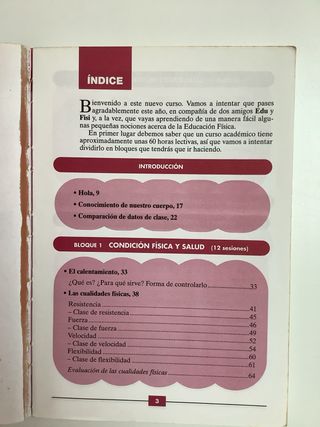 ÍNDICE
Bienvenido a este nuevo curso. Vamos a intentar que pases
agradablemente este año, en compañía de dos amigos Edu y
Fisi y, a la vez, que vayas aprendiendo de una manera fácil algu-
nas pequeñas nociones acerca de la Educación Física.
En primer lugar debemos saber que un curso académico tiene
aproximadamente unas 60 horas lectivas, así que vamos a intentar
dividirlo en bloques que tendrás que ir haciendo.
INTRODUCCIÓN
• Hola, 9
• Conocimiento de nuestro cuerpo, 17
• Comparación de datos de clase, 22
BLOQUE 1 CONDICIÓN FÍSICA Y SALUD (12 sesiones)
• El calentamiento, 33
¿Qué es? ¿Para qué sirve? Forma de controlarlo 33
• Las cualidades físicas, 38
Resistencia 41
– Clase de resistencia 45
Fuerza 46
– Clase de fuerza 49
Velocidad 52
– Clase de velocidad 54
Flexibilidad 60
– Clase de flexibilidad 61
Evaluación de las cualidades físicas 64
3